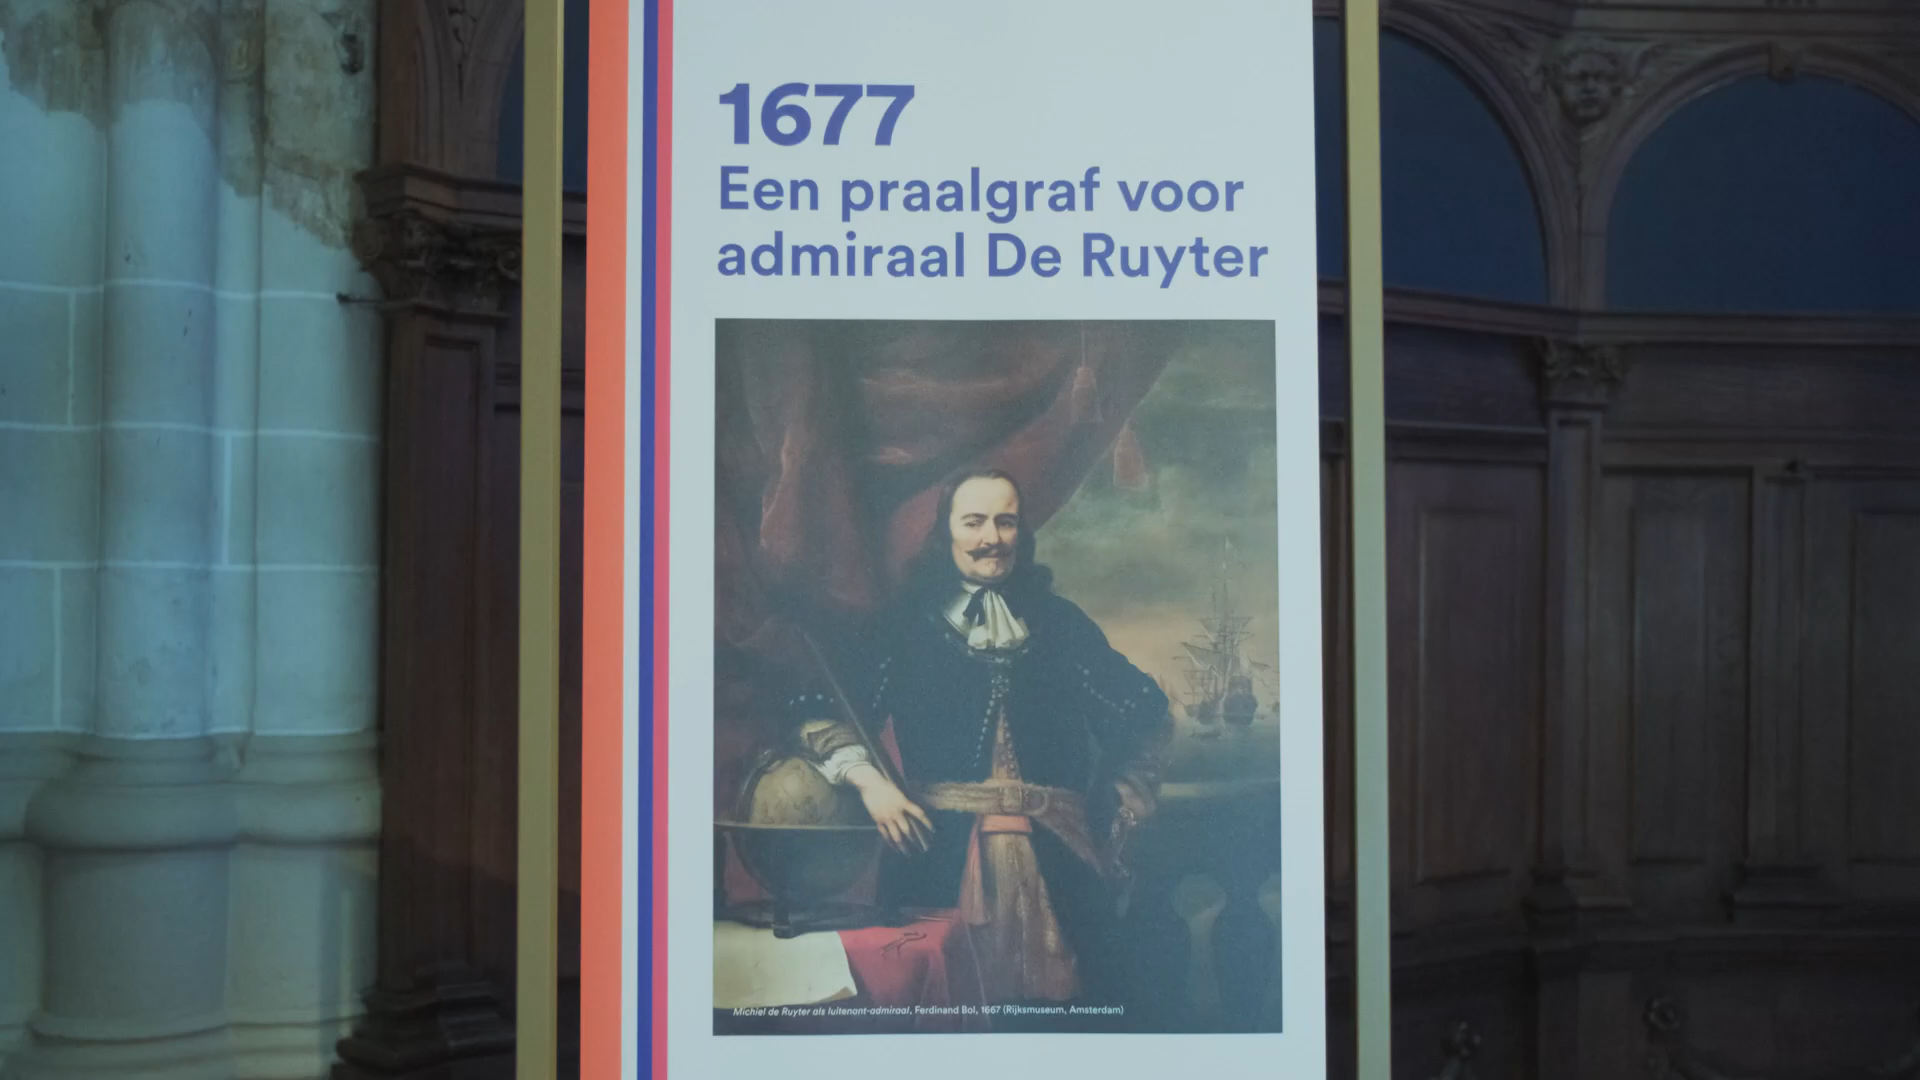 1677
Een praalgraf voor
admiraal De Ruyter
Michiel de Ruyter als luitenant-admiraal, Ferdinand Bol, 1667 (Rijksmuseum, Amsterdam)